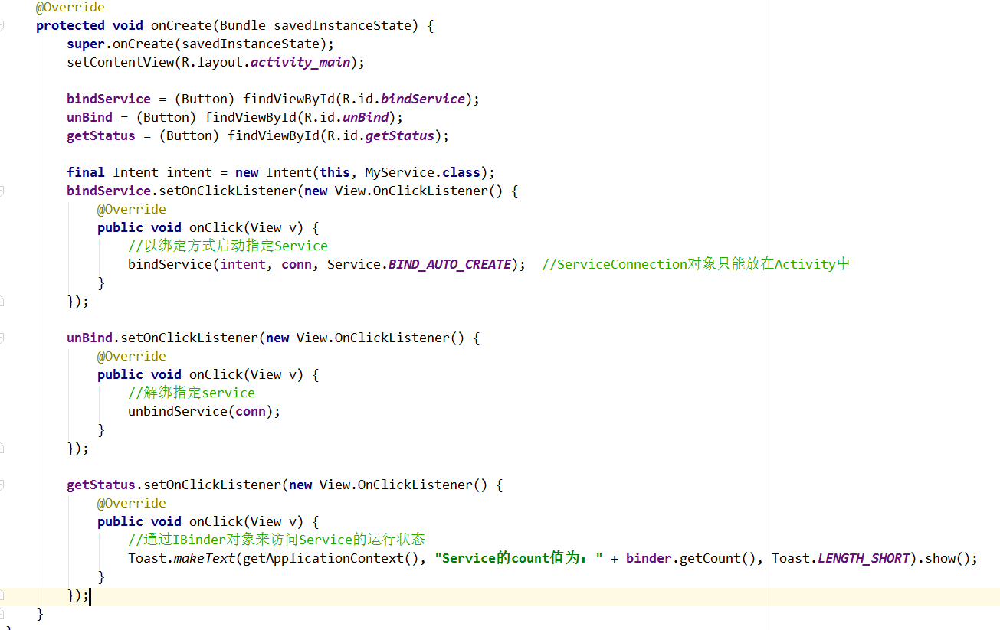 @Override
protected void onCreate(Bundle savedInstanceState) {
super.onCreate(savedInstanceState);
setContentView(R.layout.activity_main);
bindService = (Button) findViewById(R.id.bindService);
unBind = (Button) findViewById(R.id.unBind);
getStatus = (Button) findViewById(R.id.getStatus);
final Intent intent = new Intent(this, MyService.class);
bindService.setOnClickListener(new View.OnClickListener() {
@Override
public void onClick(View v) {
//以绑定方式启动指定Service
bindService(intent, conn, Service.BIND_AUTO_CREATE);  //ServiceConnection对象只能放在Activity中
}
});
unBind.setOnClickListener(new View.OnClickListener() {
@Override
public void onClick(View v) {
//解绑指定service
unbindService(conn);
}
});
getStatus.setOnClickListener(new View.OnClickListener() {
@Override
public void onClick(View v) {
//通过IBinder对象来访问Service的运行状态
Toast.makeText(getApplicationContext(), "Service的count值为：" + binder.getCount(), Toast.LENGTH_SHORT).show();
}
});
}